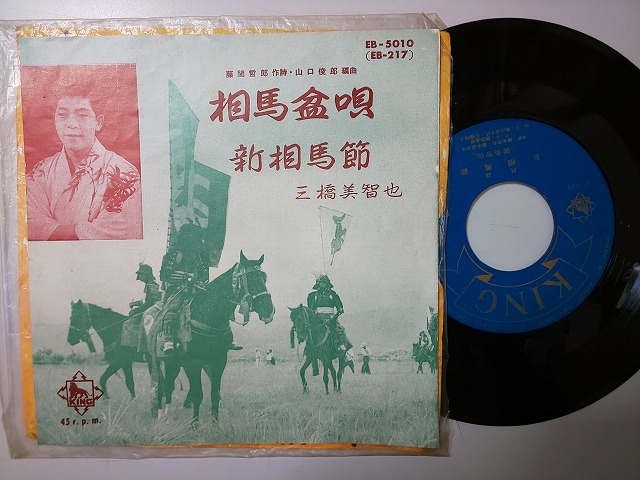 EB-5010
(EB-217)
藤間哲郎 作詩・山口俊郎 編曲
相馬盆唄
新相馬節
三橋美智也
KING
45 r. p. m.
KING